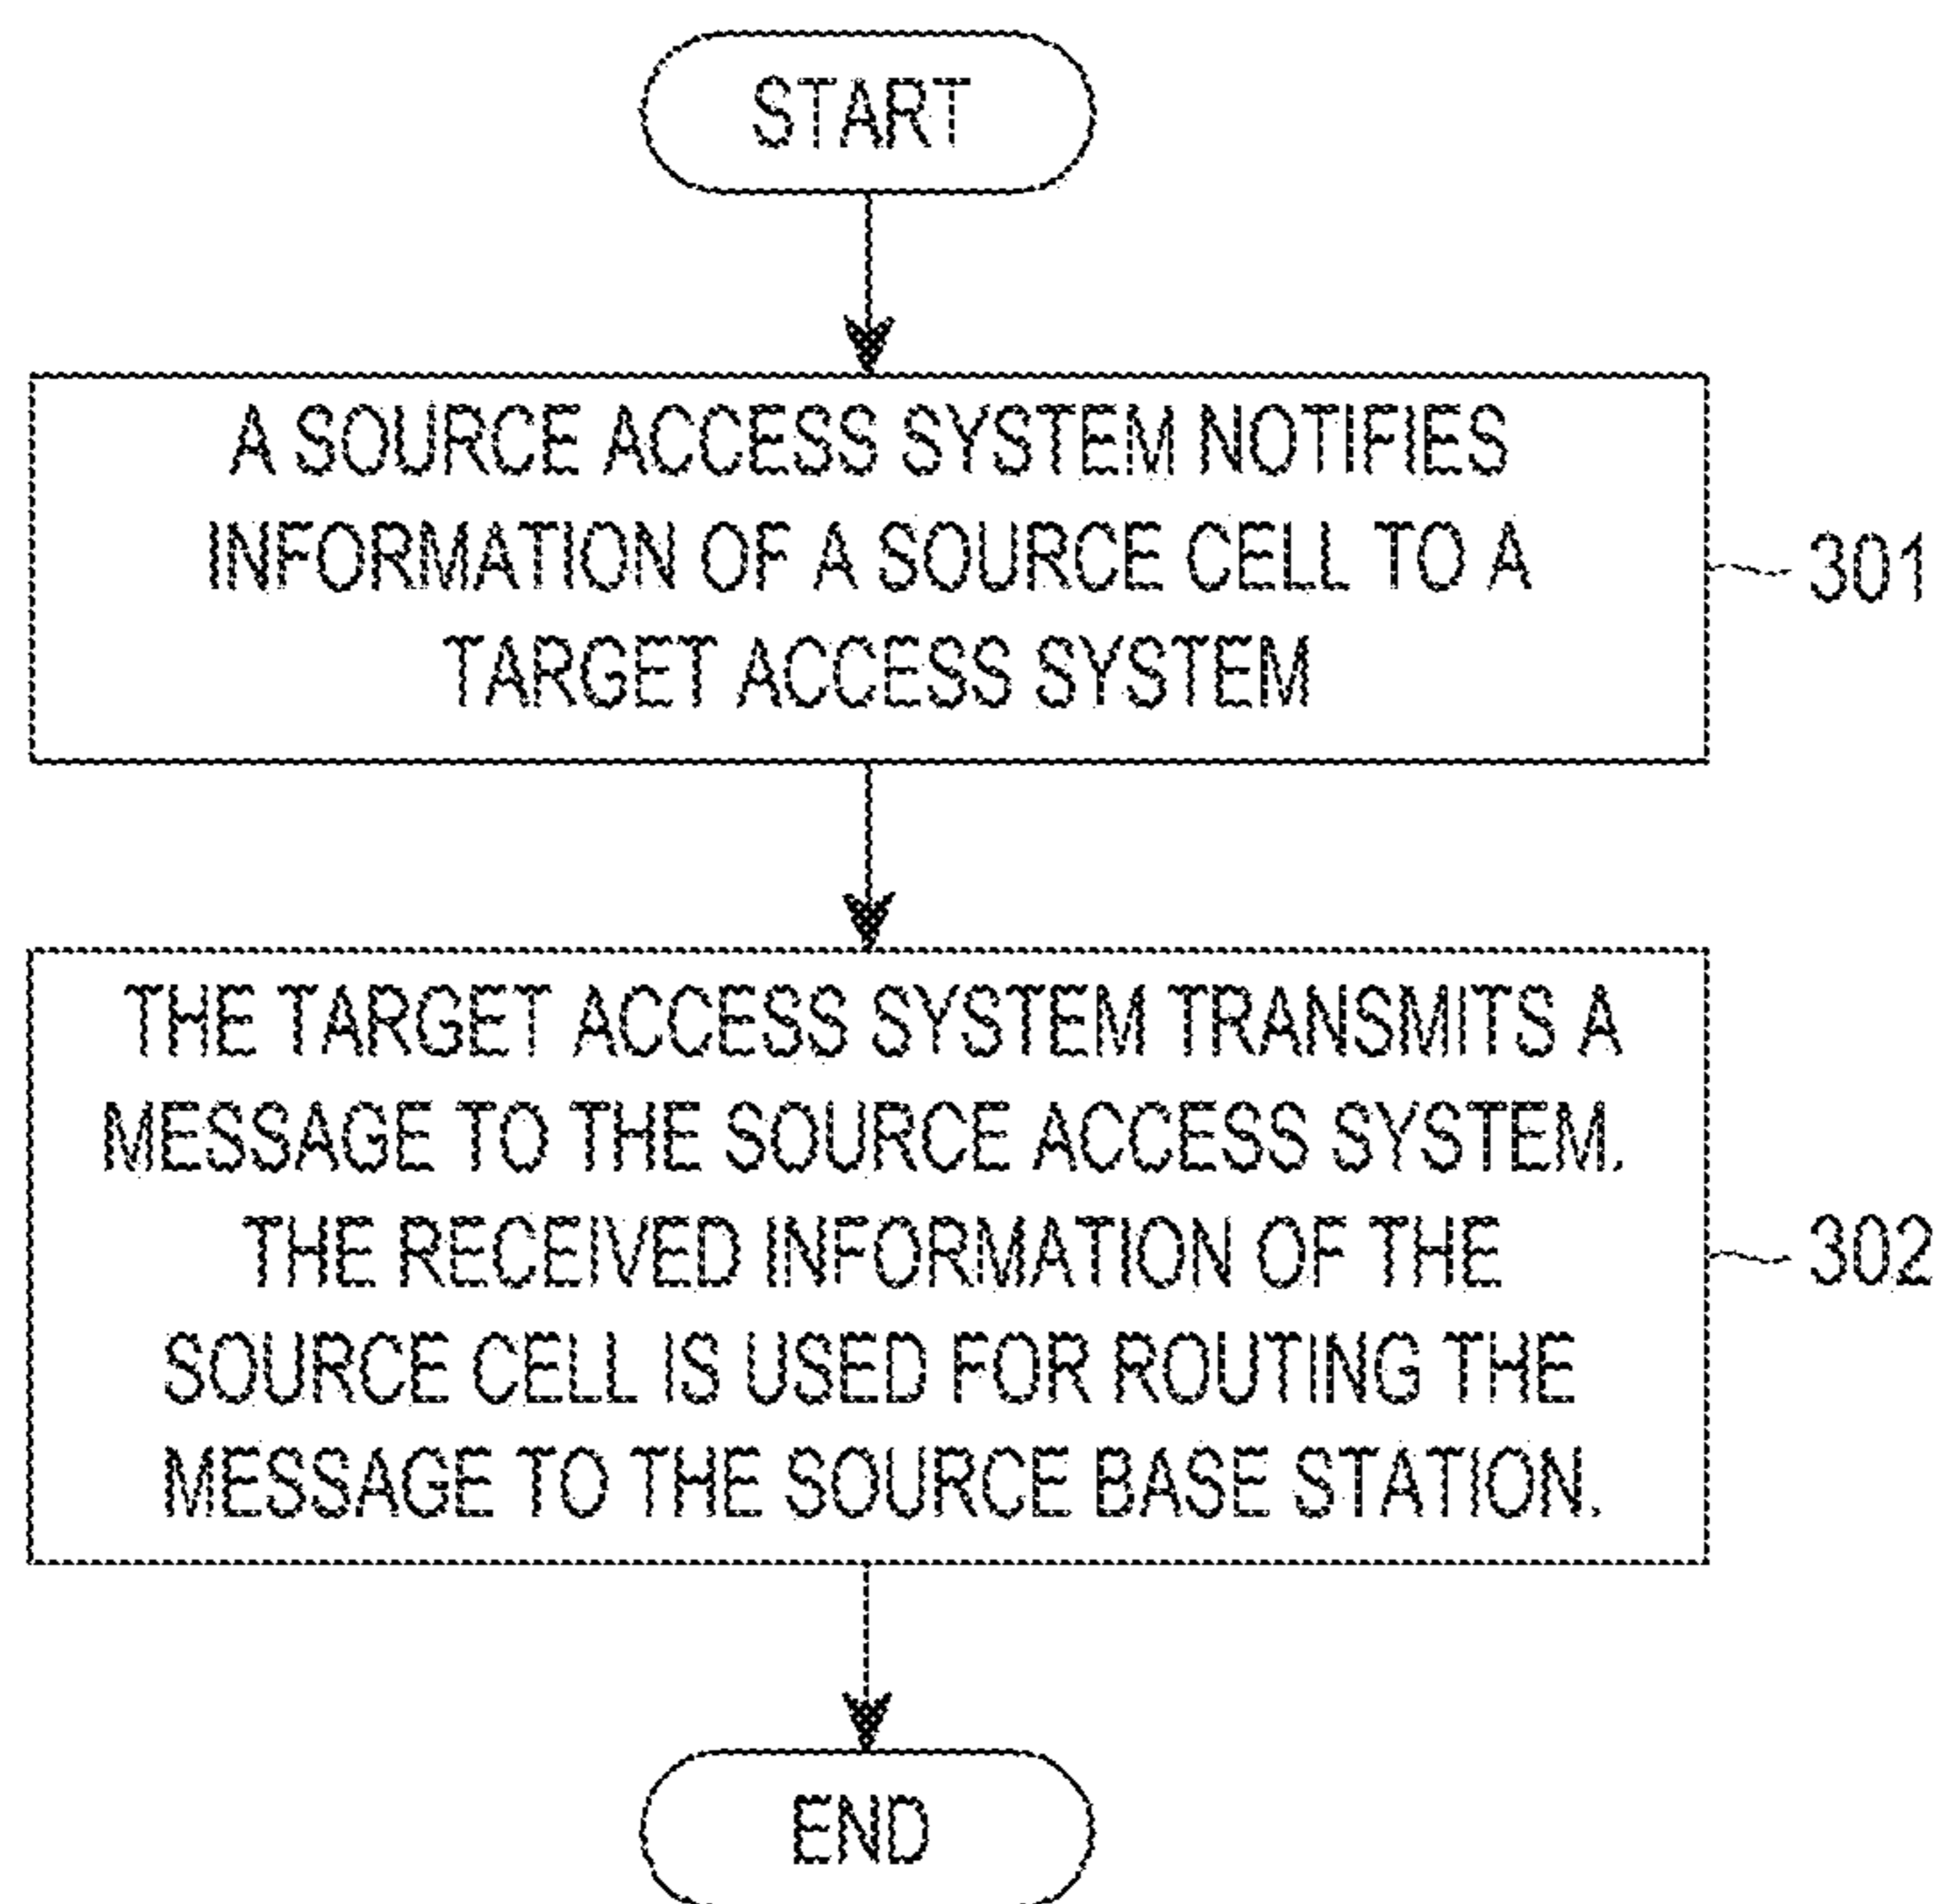 START
A SOURCE ACCESS SYSTEM NOTIFIES
INFORMATION OF A SOURCE CELL TO A
TARGET ACCESS SYSTEM
301
THE TARGET ACCESS SYSTEM TRANSMITS A
MESSAGE TO THE SOURCE ACCESS SYSTEM.
THE RECEIVED INFORMATION OF THE
SOURCE CELL IS USED FOR ROUTING THE
MESSAGE TO THE SOURCE BASE STATION.
302
END